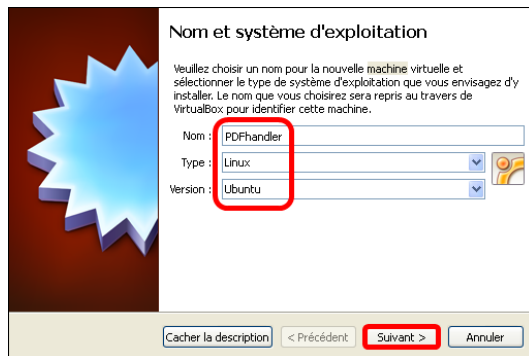 Nom et système d'exploitation
Veuillez choisir un nom pour la nouvelle machine virtuelle et
sélectionner le type de système d'exploitation que vous envisagez d'y
installer. Le nom que vous choisirez sera repris au travers de
VirtualBox pour identifier cette machine.
Nom : PDFhandler
Type : Linux
Version : Ubuntu
Cacher la description < Précédent Suivant > Annuler